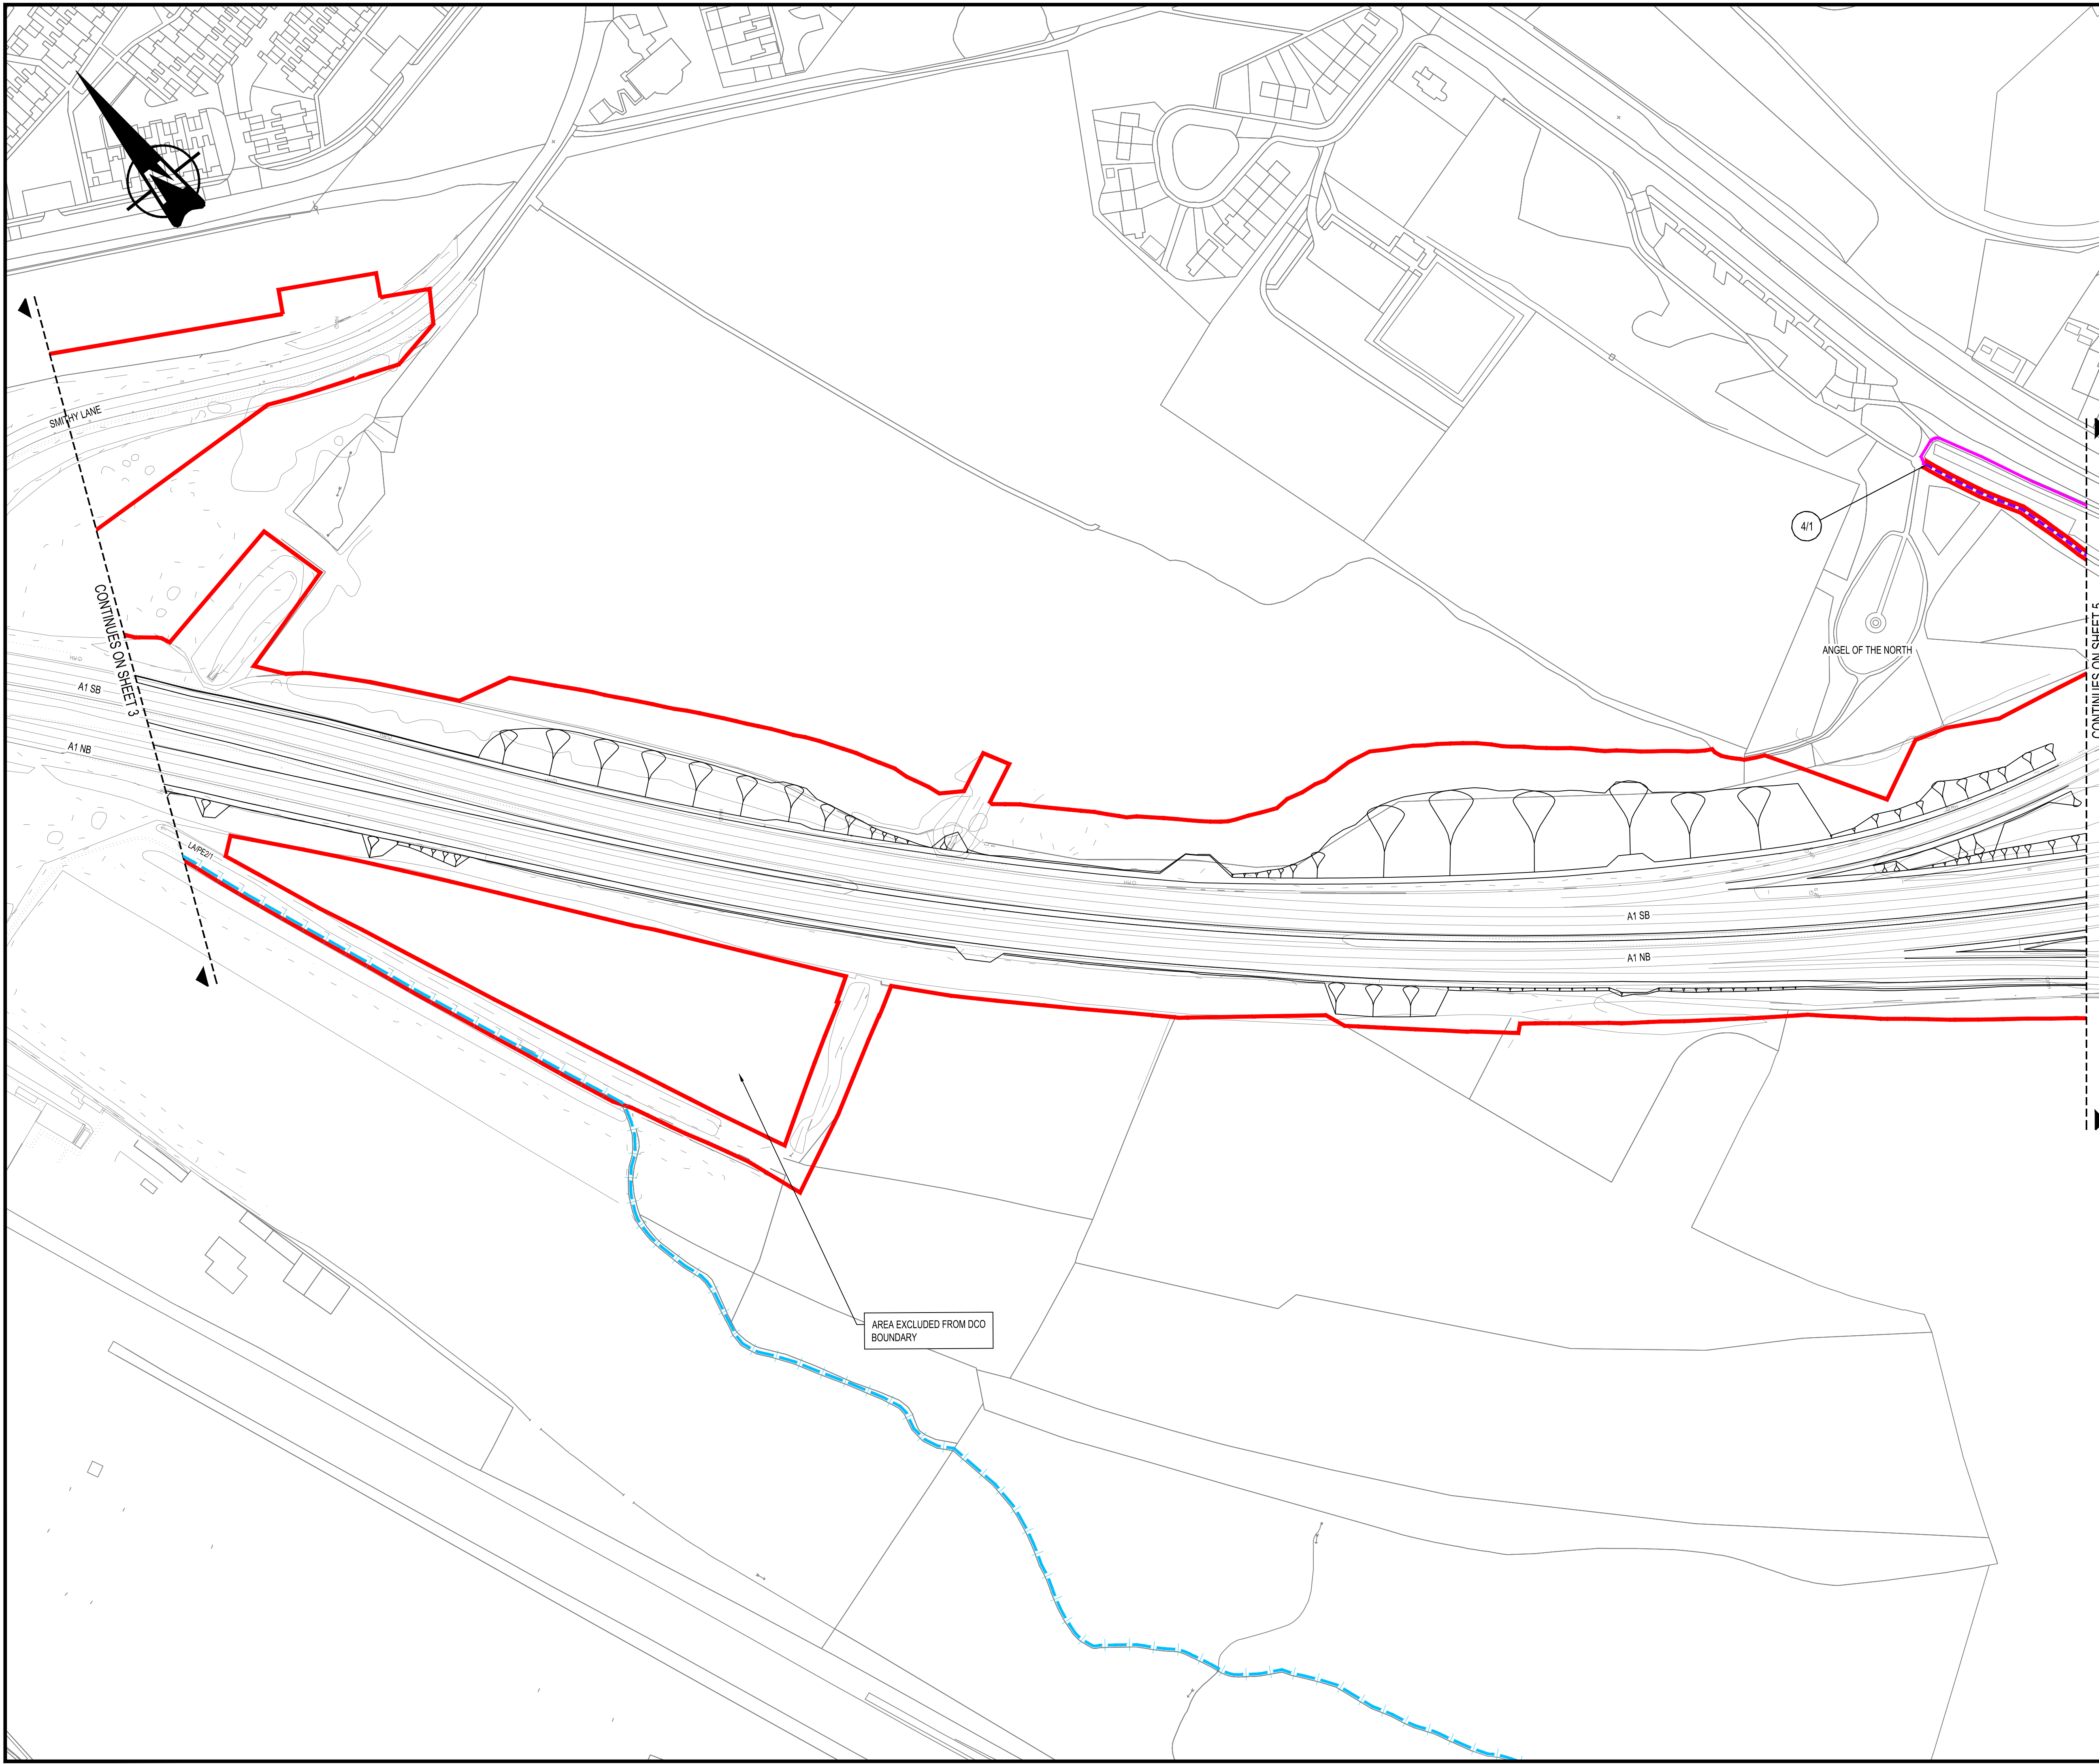 SMITHY LANE
CONTINUES ON SHEET 3
A1 SB
A1 NB
LA/PE2/1
4/1
ANGEL OF THE NORTH
CONTINUES ON SHEET 5
A1 SB
A1 NB
AREA EXCLUDED FROM DCO
BOUNDARY